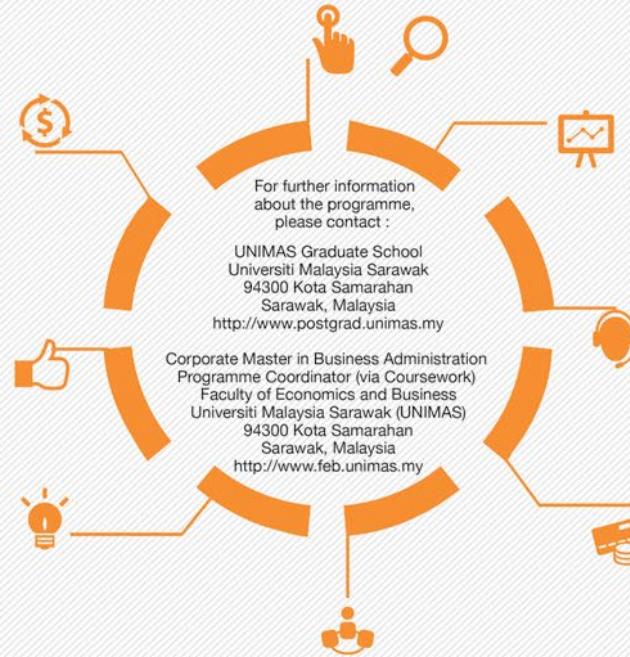 For further information
about the programme,
please contact :
UNIMAS Graduate School
Universiti Malaysia Sarawak
94300 Kota Samarahan
Sarawak, Malaysia
http://www.postgrad.unimas.my
Corporate Master in Business Administration
Programme Coordinator (via Coursework)
Faculty of Economics and Business
Universiti Malaysia Sarawak (UNIMAS)
94300 Kota Samarahan
Sarawak, Malaysia
http://www.feb.unimas.my